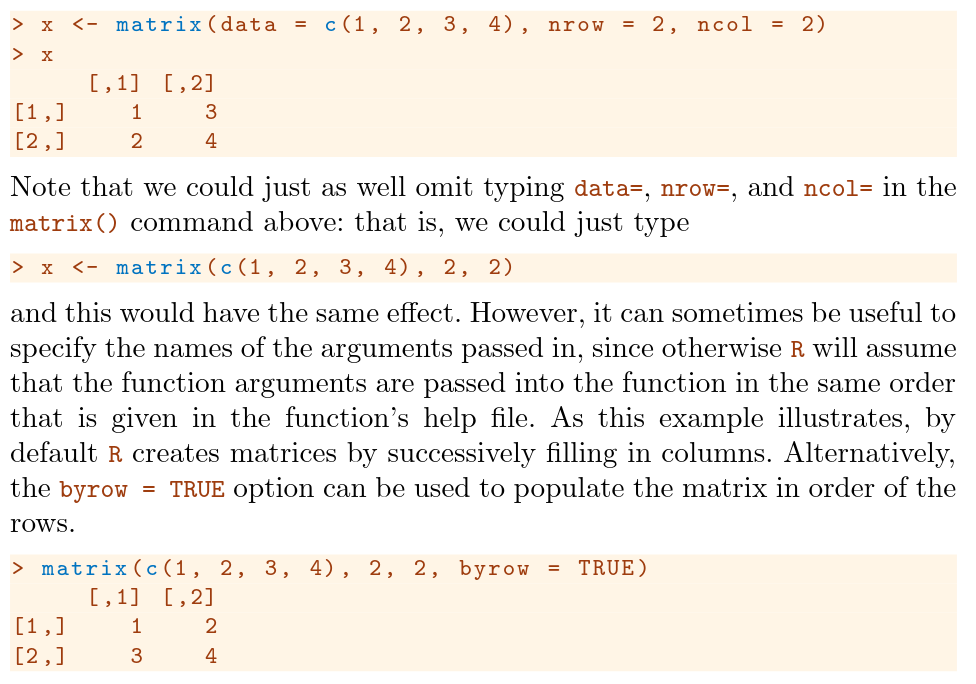 > x <- matrix(data = c(1, 2, 3, 4), nrow = 2, ncol = 2)
> x
     [,1] [,2]
[1,]    1    3
[2,]    2    4
Note that we could just as well omit typing data=, nrow=, and ncol= in the
matrix() command above: that is, we could just type
> x <- matrix(c(1, 2, 3, 4), 2, 2)
and this would have the same effect. However, it can sometimes be useful to
specify the names of the arguments passed in, since otherwise R will assume
that the function arguments are passed into the function in the same order
that is given in the function's help file. As this example illustrates, by
default R creates matrices by successively filling in columns. Alternatively,
the byrow = TRUE option can be used to populate the matrix in order of the
rows.
> matrix(c(1, 2, 3, 4), 2, 2, byrow = TRUE)
     [,1] [,2]
[1,]    1    2
[2,]    3    4